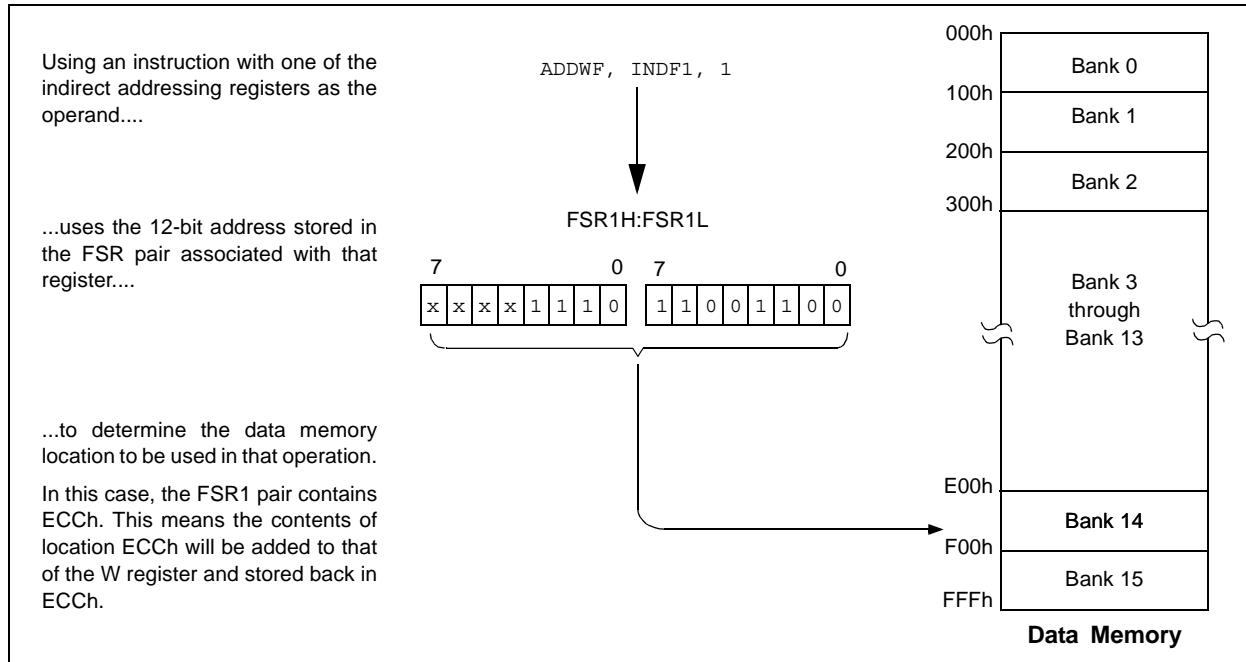 Using an instruction with one of the
indirect addressing registers as the
operand....
ADDWF, INDF1, 1
...uses the 12-bit address stored in
the FSR pair associated with that
register....
FSR1H:FSR1L
7 0 7 0
x x x x 1 1 1 0 1 1 0 0 1 1 0 0
...to determine the data memory
location to be used in that operation.
In this case, the FSR1 pair contains
ECCh. This means the contents of
location ECCh will be added to that
of the W register and stored back in
ECCh.
000h
Bank 0
100h
Bank 1
200h
Bank 2
300h
Bank 3
through
Bank 13
E00h
Bank 14
F00h
Bank 15
FFFh
Data Memory